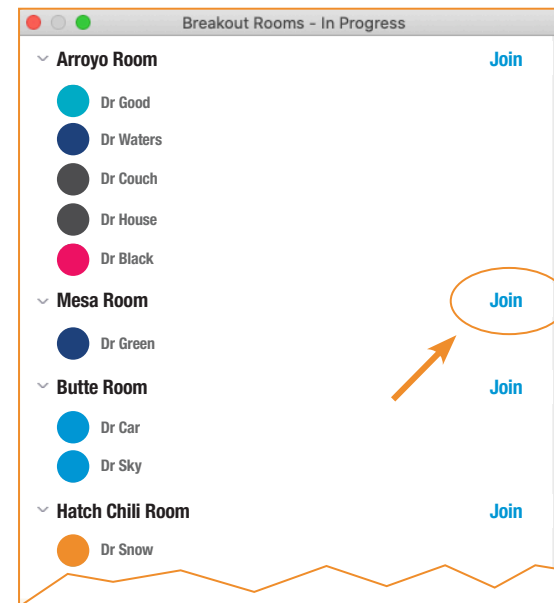 Breakout Rooms - In Progress
Arroyo Room Join
Dr Good
Dr Waters
Dr Couch
Dr House
Dr Black
Mesa Room Join
Dr Green
Butte Room Join
Dr Car
Dr Sky
Hatch Chili Room Join
Dr Snow